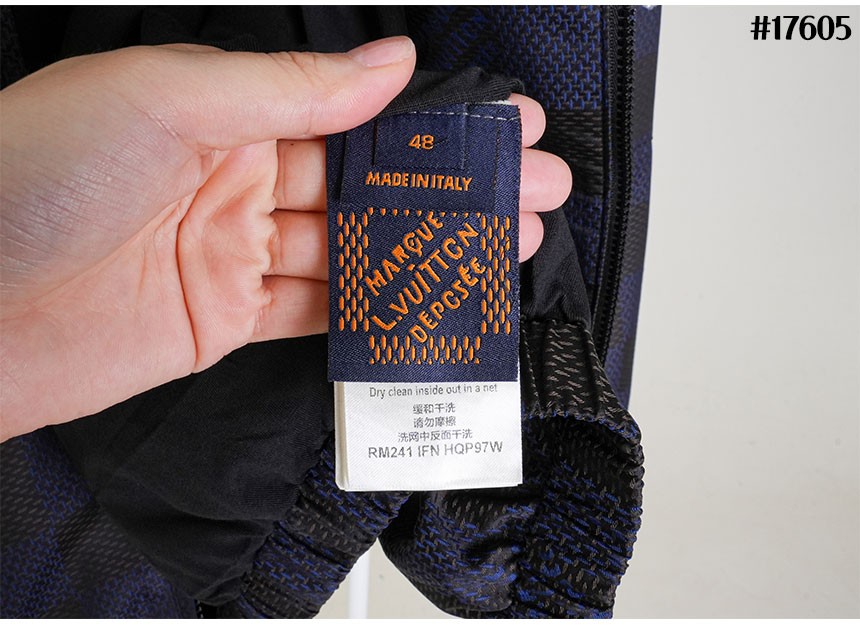 #17605
48
MADE IN ITALY
MARQUE
L.VUITTON
DEPOSÉE
Dry clean inside out in a net
缓和干洗
请勿摩擦
洗网中反面干洗
RM241 IFN HQP97W